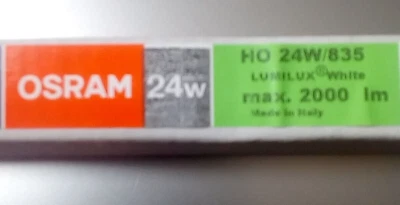 OSRAM
24w
HO 24W/835
LUMILUX®White
max. 2000 lm
Made in Italy